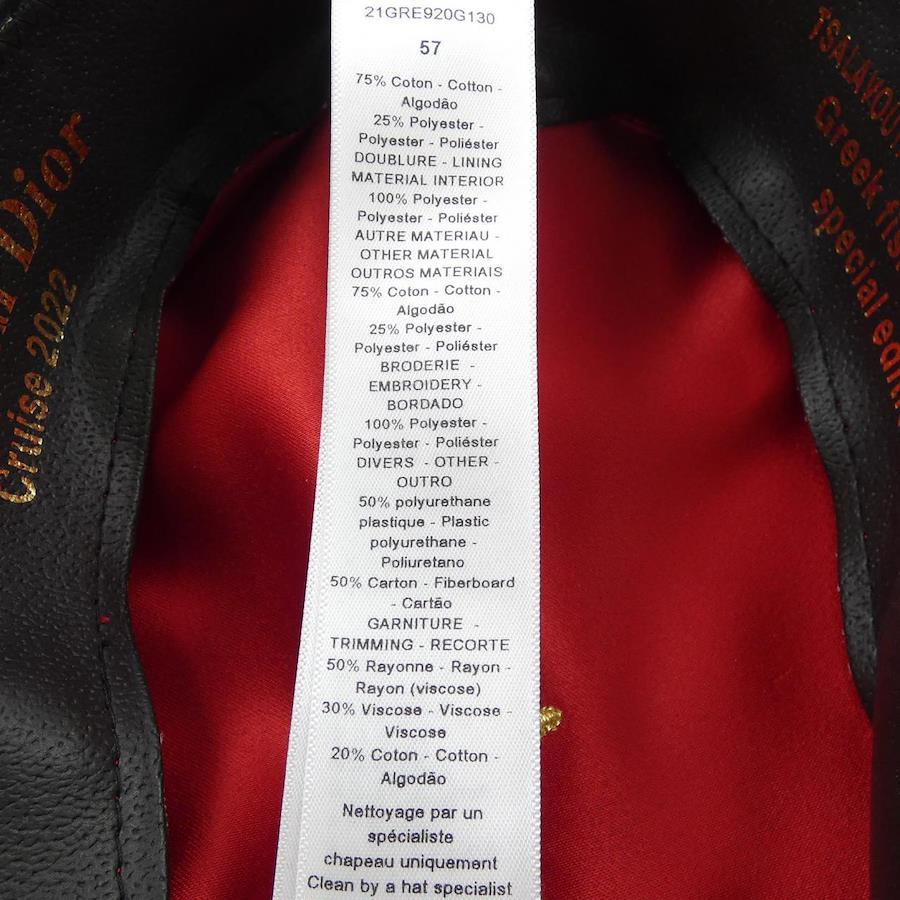 21GRE920G130
57
75% Coton - Cotton -
Algodão
25% Polyester -
Polyester - Poliéster
DOUBLURE - LINING
MATERIAL INTERIOR
100% Polyester -
Polyester - Poliéster
AUTRE MATERIAU -
OTHER MATERIAL
OUTROS MATERIAIS
75% Coton - Cotton -
Algodão
25% Polyester -
Polyester - Poliéster
BRODERIE -
EMBROIDERY -
BORDADO
100% Polyester -
Polyester - Poliéster
DIVERS - OTHER -
OUTRO
50% polyurethane
plastique - Plastic
polyurethane -
Poliuretano
50% Carton - Fiberboard
- Cartão
GARNITURE -
TRIMMING - RECORTE
50% Rayonne - Rayon -
Rayon (viscose)
30% Viscose - Viscose -
Viscose
20% Coton - Cotton -
Algodão
Nettoyage par un
spécialiste
chapeau uniquement
Clean by a hat specialist
Dior
Cruise 2022
Greek
special